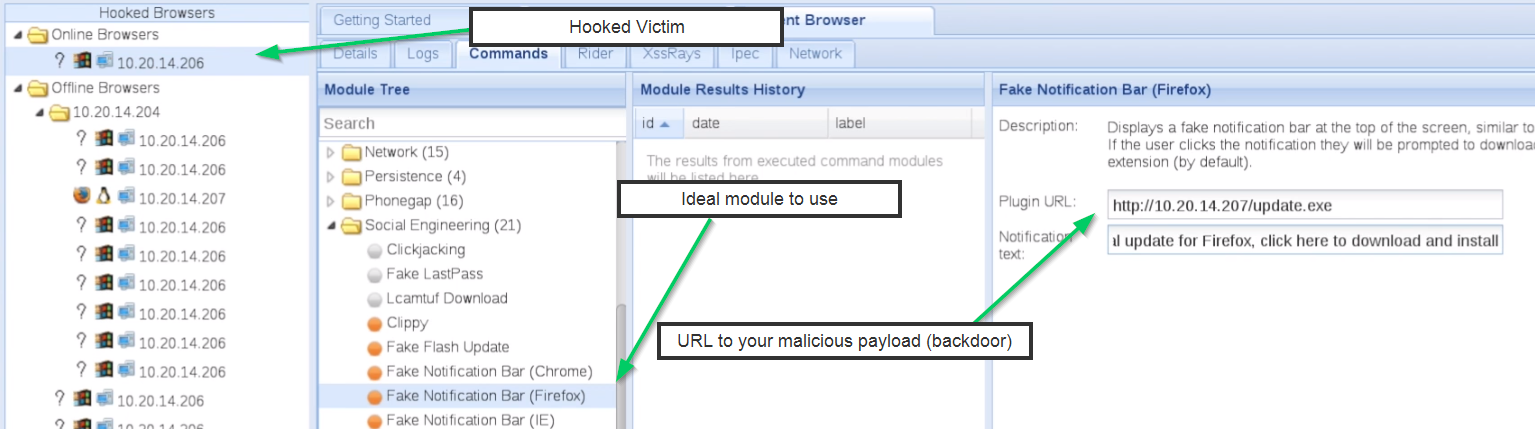 Hooked Browsers
Online Browsers
10.20.14.206
Offline Browsers
10.20.14.204
10.20.14.206
10.20.14.206
10.20.14.207
10.20.14.206
10.20.14.206
10.20.14.206
10.20.14.206
10.20.14.206
10.20.14.206
10.20.14.206
10.20.14.206
Getting Started
Hooked Victim
ent Browser
Details Logs Commands Rider XssRays Ipec Network
Module Tree
Search
Network (15)
Persistence (4)
Phonegap (16)
Social Engineering (21)
Clickjacking
Fake LastPass
Lcamtuf Download
Clippy
Fake Flash Update
Fake Notification Bar (Chrome)
Fake Notification Bar (Firefox)
Fake Notification Bar (IE)
Module Results History
id date label
The results from executed command modules
will be listed here
Ideal module to use
URL to your malicious payload (backdoor)
Fake Notification Bar (Firefox)
Description: Displays a fake notification bar at the top of the screen, similar to
If the user clicks the notification they will be prompted to download
extension (by default).
Plugin URL: http://10.20.14.207/update.exe
Notification text: al update for Firefox, click here to download and install